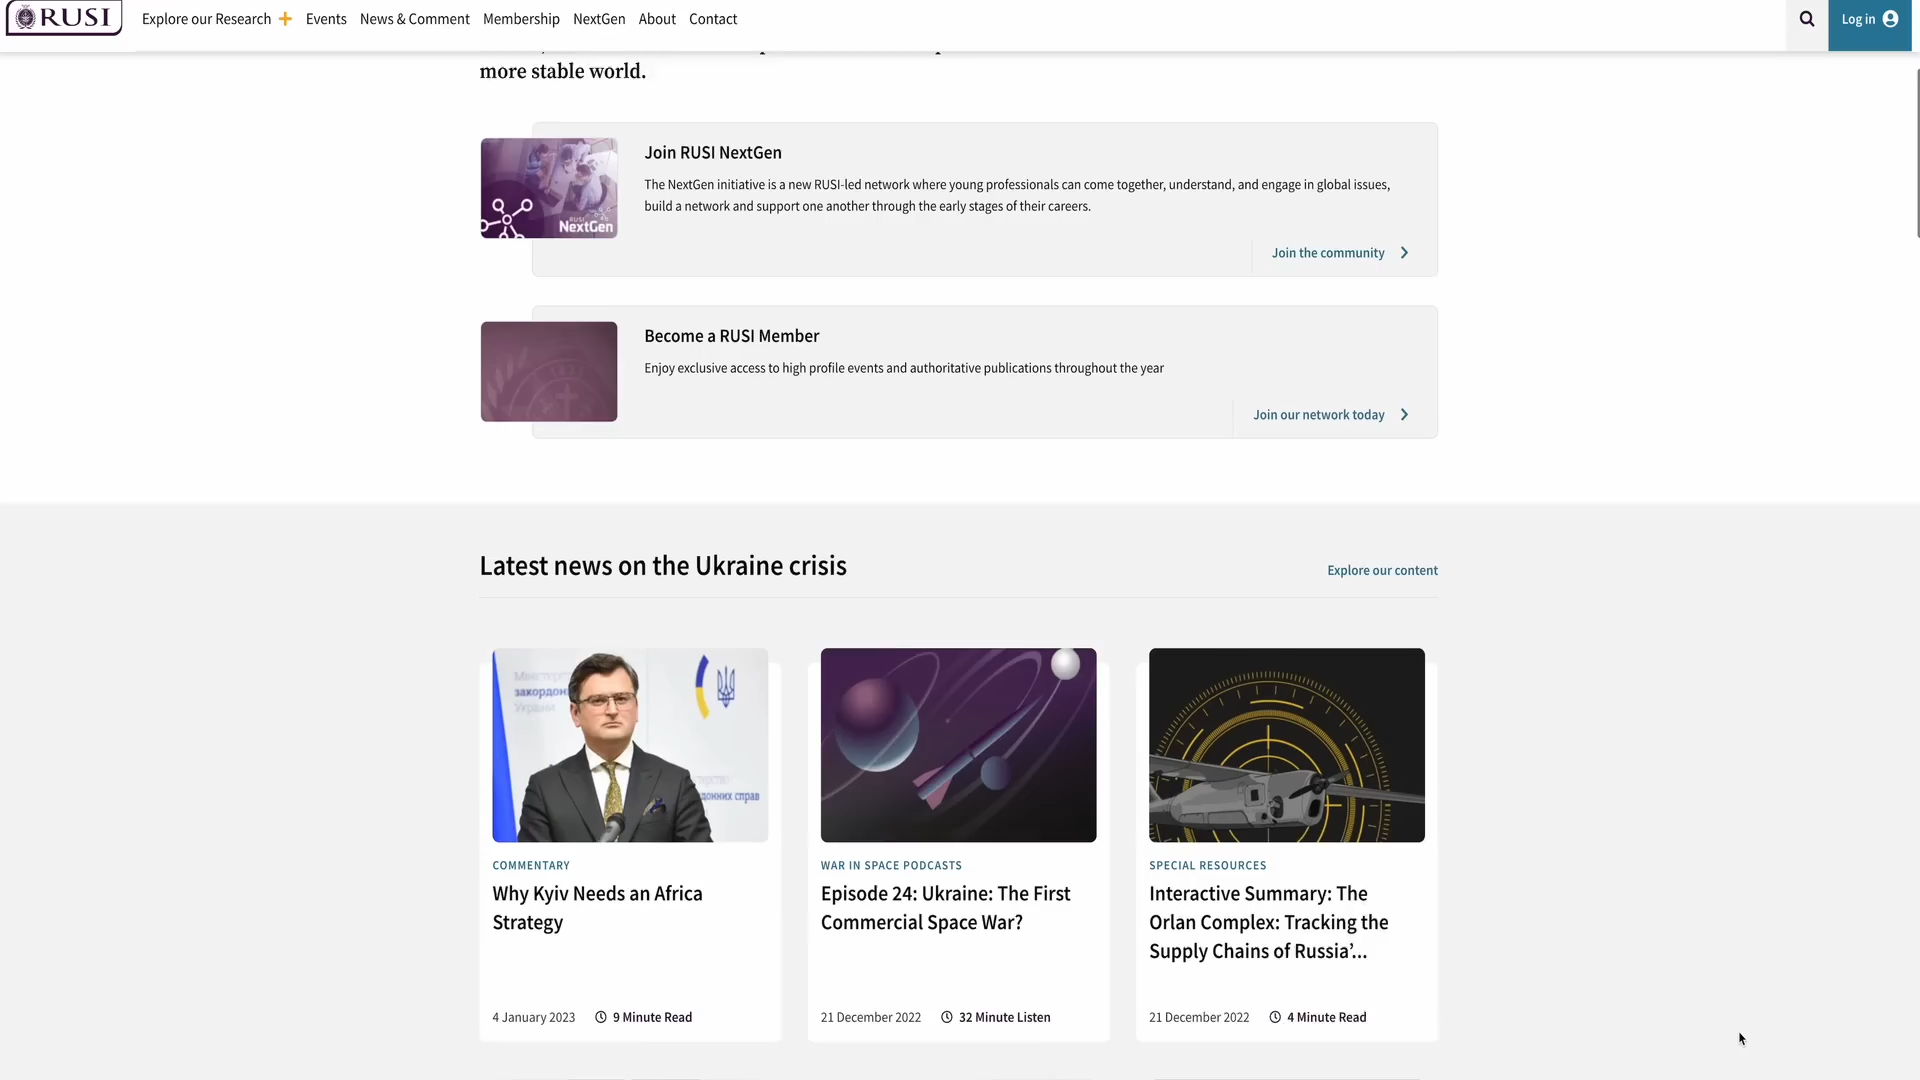 RUSI
Explore our Research + Events News & Comment Membership NextGen About Contact
Log in
more stable world.
Join RUSI NextGen
The NextGen initiative is a new RUSI-led network where young professionals can come together, understand, and engage in global issues,
build a network and support one another through the early stages of their careers.
RUSI
NextGen
Join the community
Become a RUSI Member
Enjoy exclusive access to high profile events and authoritative publications throughout the year
Join our network today
Latest news on the Ukraine crisis
Explore our content
закордон
України
донних справ
COMMENTARY
Why Kyiv Needs an Africa
Strategy
4 January 2023 9 Minute Read
WAR IN SPACE PODCASTS
Episode 24: Ukraine: The First
Commercial Space War?
21 December 2022 32 Minute Listen
SPECIAL RESOURCES
Interactive Summary: The
Orlan Complex: Tracking the
Supply Chains of Russia’...
21 December 2022 4 Minute Read